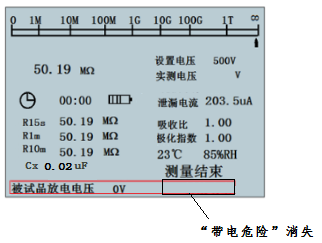 0 1M 10M 100M 1G 10G 100G 1T ∞
50.19 MΩ
设置电压 500V
实测电压 V
00:00
泄漏电流 203.5uA
R15s 50.19 MΩ
吸收比 1.00
R1m 50.19 MΩ
极化指数 1.00
R10m 50.19 MΩ
23℃ 85%RH
Cx 0.02uF
测量结束
被试品放电电压 0V
“带电危险”消失